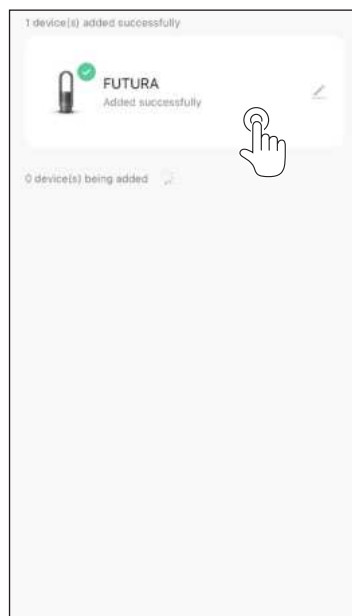 1 device(s) added successfully
FUTURA
Added successfully
0 device(s) being added